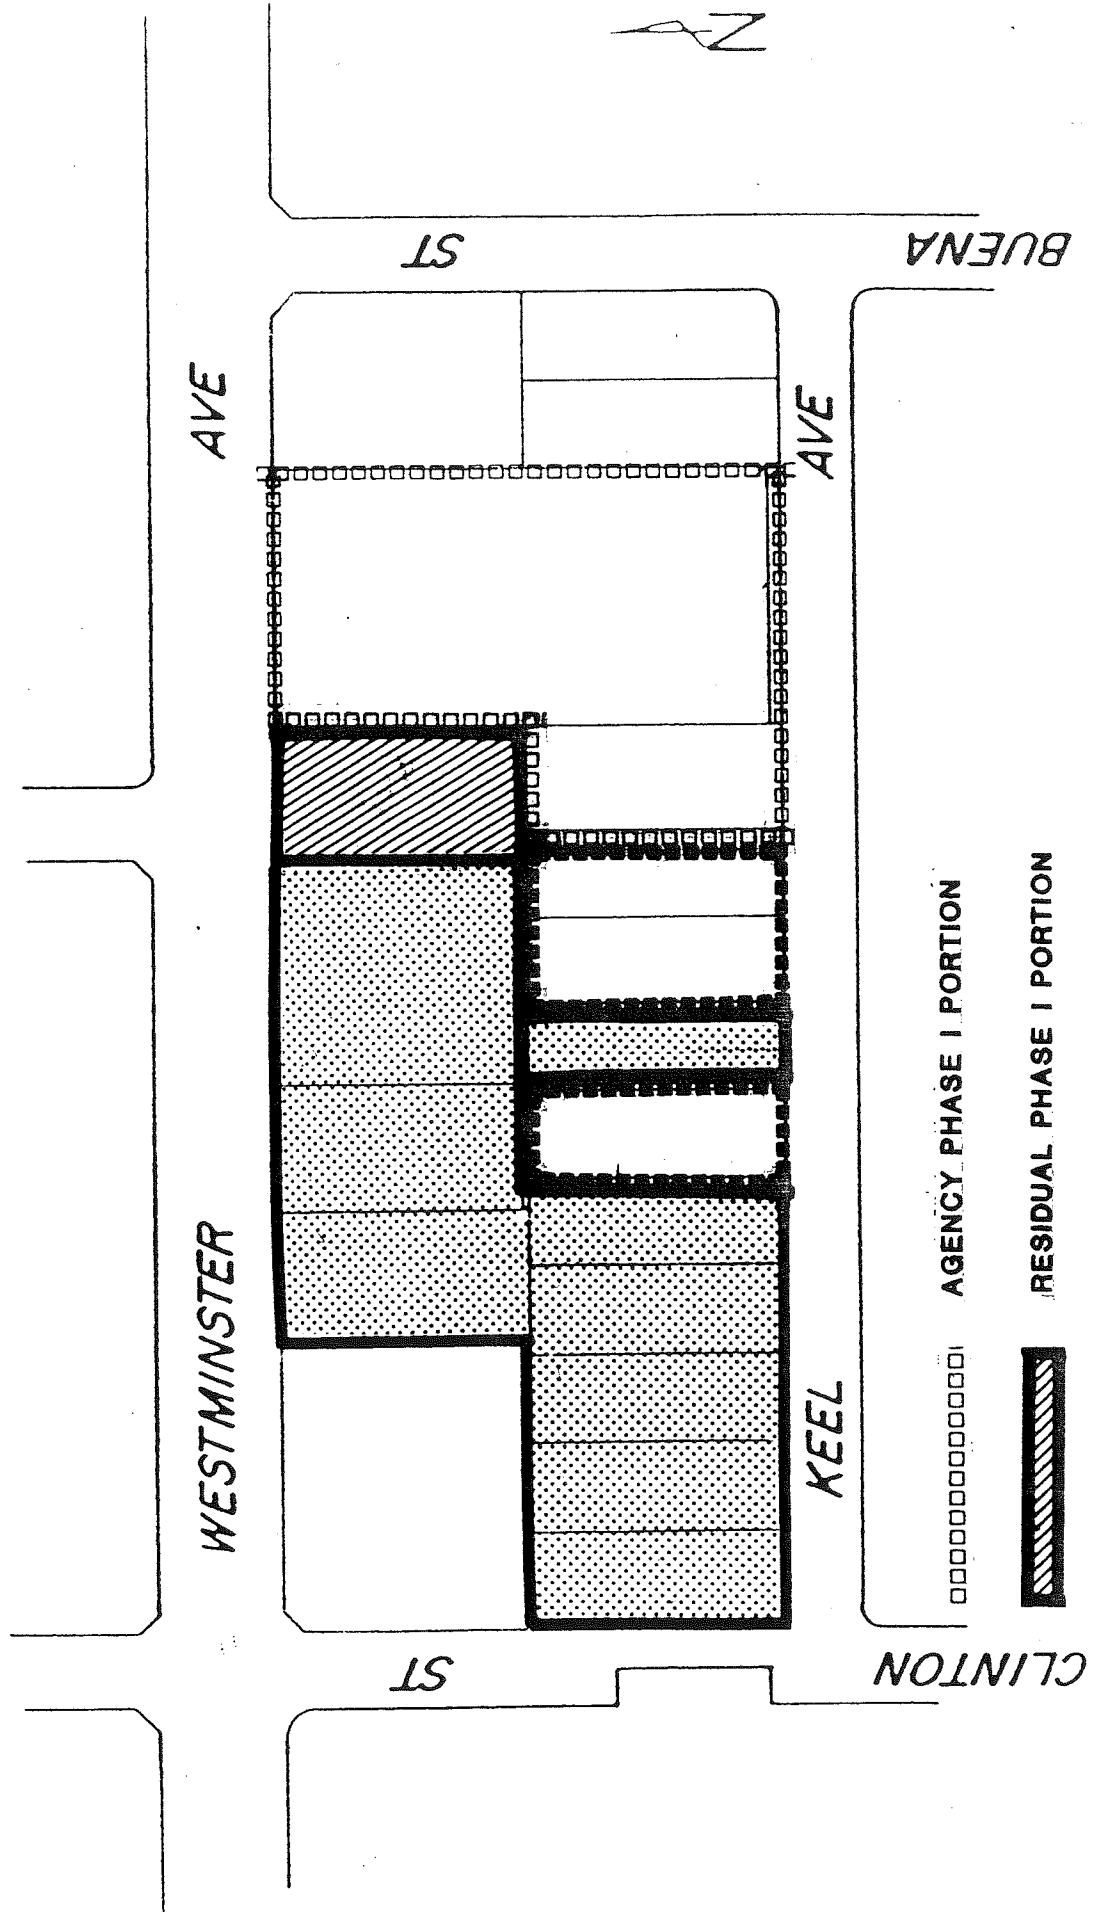 N
WESTMINSTER AVE
BUENA ST
CLINTON ST
KEEL AVE
AGENCY PHASE I PORTION
RESIDUAL PHASE I PORTION